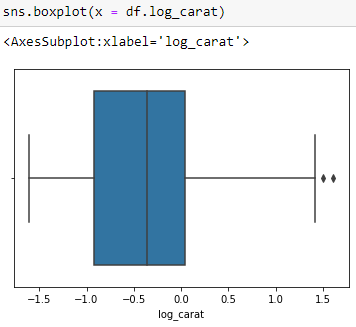 sns.boxplot(x = df.log_carat)
<AxesSubplot:xlabel='log_carat'>
−1.5 −1.0 −0.5 0.0 0.5 1.0 1.5
log_carat